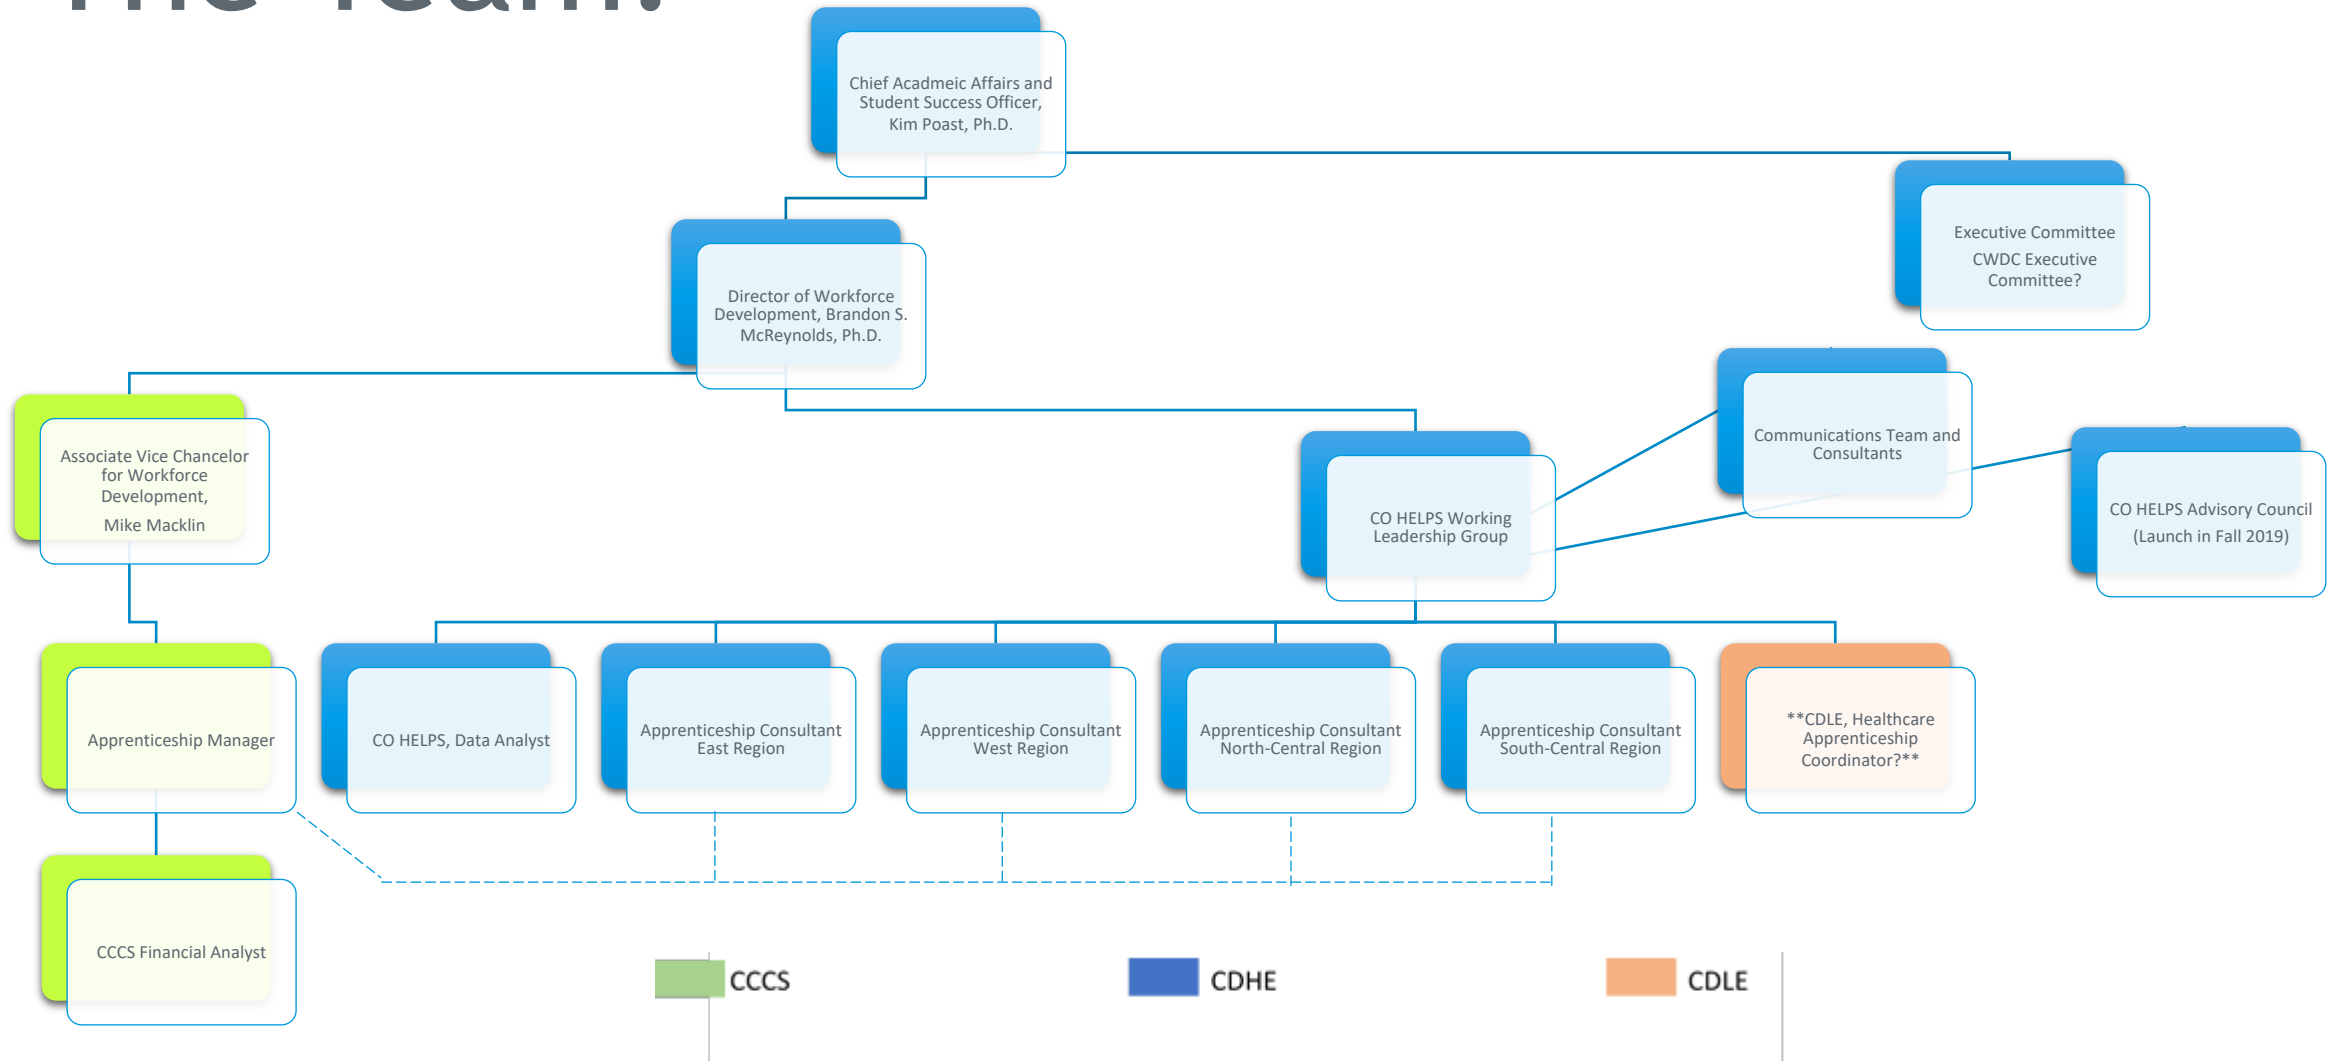 The Team:
Chief Acadmeic Affairs and
Student Success Officer,
Kim Poast, Ph.D.
Executive Committee
CWDC Executive
Committee?
Director of Workforce
Development, Brandon S.
McReynolds, Ph.D.
Communications Team and
Consultants
Associate Vice Chancelor
for Workforce
Development,
Mike Macklin
CO HELPS Working
Leadership Group
CO HELPS Advisory Council
(Launch in Fall 2019)
Apprenticeship Manager
CO HELPS, Data Analyst
Apprenticeship Consultant
East Region
Apprenticeship Consultant
West Region
Apprenticeship Consultant
North-Central Region
Apprenticeship Consultant
South-Central Region
**CDLE, Healthcare
Apprenticeship
Coordinator?**
CCCS Financial Analyst
CCCS
CDHE
CDLE